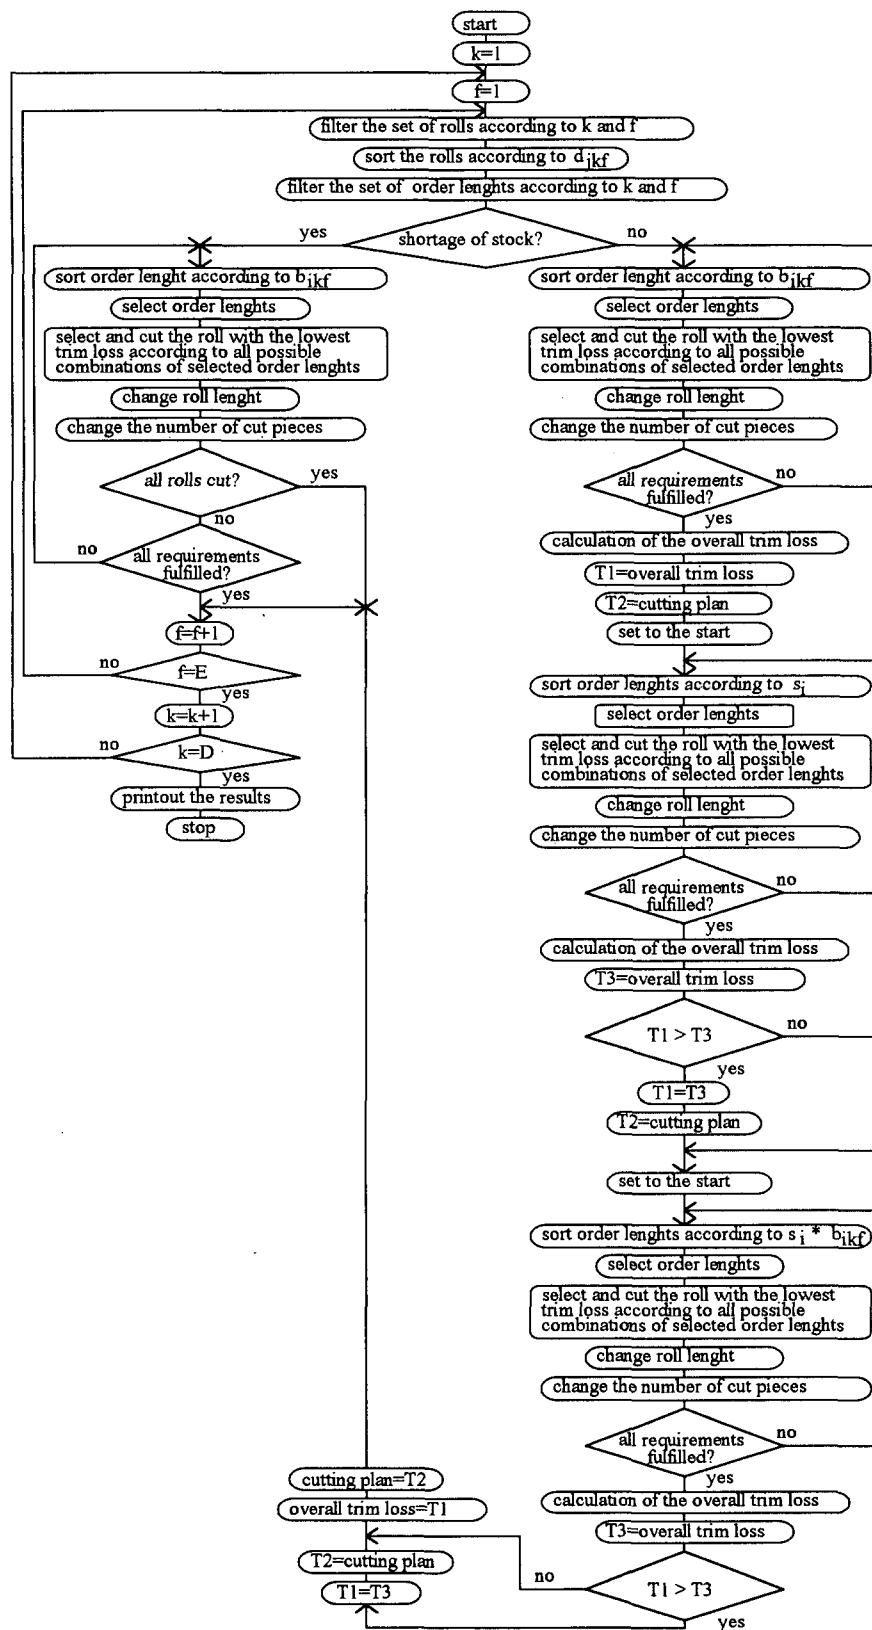 start
k=1
f=1
filter the set of rolls according to k and f
sort the rolls according to djkf
filter the set of order lenghts according to k and f
shortage of stock?
yes
no
sort order lenght according to bikf
select order lenghts
select and cut the roll with the lowest
trim loss according to all possible
combinations of selected order lenghts
change roll lenght
change the number of cut pieces
all rolls cut?
yes
no
all requirements
fulfilled?
no
yes
f=f+1
f=E
no
yes
k=k+1
k=D
no
yes
printout the results
stop
sort order lenght according to bikf
select order lenghts
select and cut the roll with the lowest
trim loss according to all possible
combinations of selected order lenghts
change roll lenght
change the number of cut pieces
all requirements
fulfilled?
no
yes
calculation of the overall trim loss
T1=overall trim loss
T2=cutting plan
set to the start
sort order lenghts according to si
select order lenghts
select and cut the roll with the lowest
trim loss according to all possible
combinations of selected order lenghts
change roll lenght
change the number of cut pieces
all requirements
fulfilled?
no
yes
calculation of the overall trim loss
T3=overall trim loss
T1 > T3
no
yes
T1=T3
T2=cutting plan
set to the start
sort order lenghts according to si * bikf
select order lenghts
select and cut the roll with the lowest
trim loss according to all possible
combinations of selected order lenghts
change roll lenght
change the number of cut pieces
all requirements
fulfilled?
no
yes
calculation of the overall trim loss
T3=overall trim loss
T1 > T3
no
yes
cutting plan=T2
overall trim loss=T1
T2=cutting plan
T1=T3